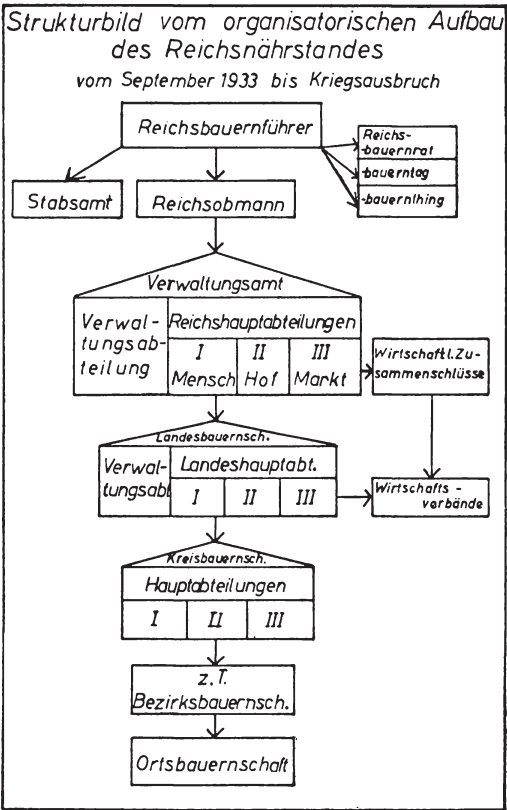 Strukturbild vom organisatorischen Aufbau
des Reichsnährstandes
vom September 1933 bis Kriegsausbruch
Reichsbauernführer
Reichs-
-bauernrat
-bauerntag
-bauernthing
Stabsamt
Reichsobmann
Verwaltungsamt
Verwal-
tungsab-
teilung
Reichshauptabteilungen
I II III
Mensch Hof Markt
Wirtschaftl. Zu-
sammenschlüsse
Landesbauernsch.
Verwal-
tungsabt
Landeshauptabt.
I II III
Wirtschafts-
verbände
Kreisbauernsch.
Hauptabteilungen
I II III
z. T.
Bezirksbauernsch.
Ortsbauernschaft